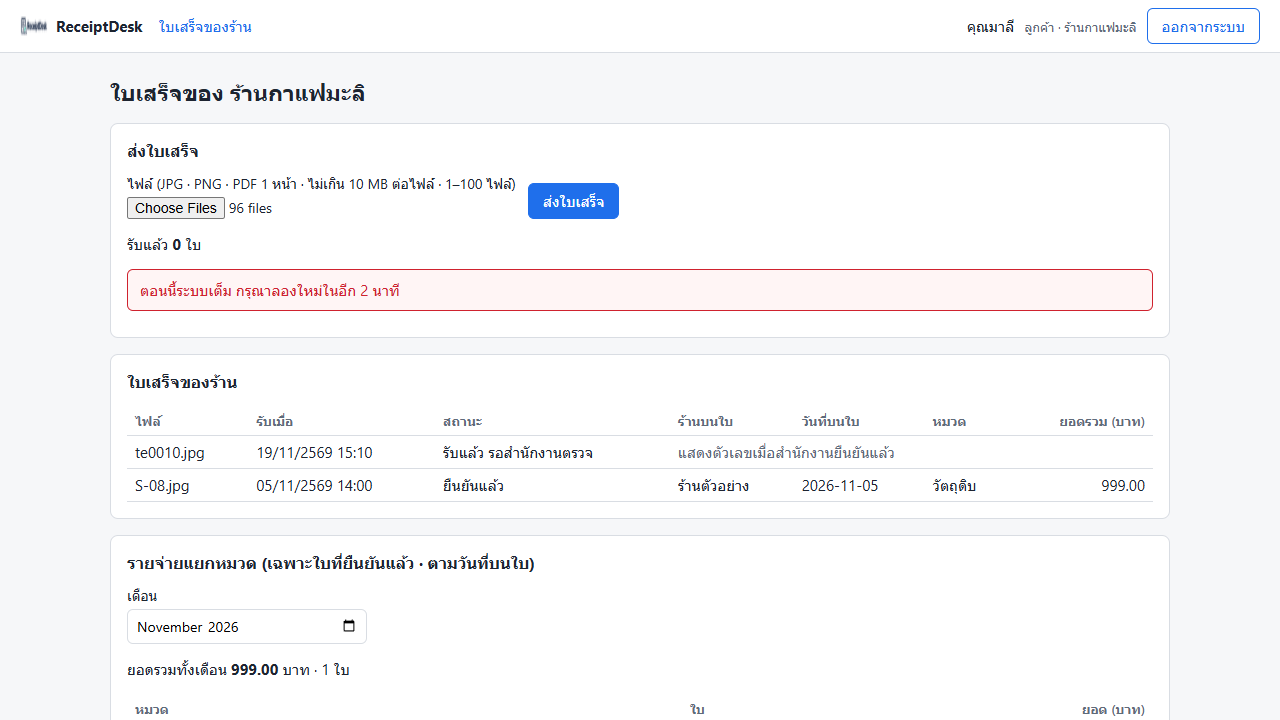 ReceiptDesk ใบเสร็จของร้าน คุณมาลี ลูกค้า · ร้านกาแฟมะลิ ออกจากระบบ
ใบเสร็จของ ร้านกาแฟมะลิ
ส่งใบเสร็จ
ไฟล์ (JPG · PNG · PDF 1 หน้า · ไม่เกิน 10 MB ต่อไฟล์ · 1–100 ไฟล์)
Choose Files 96 files ส่งใบเสร็จ
รับแล้ว 0 ใบ
ตอนนี้ระบบเต็ม กรุณาลองใหม่ในอีก 2 นาที
ใบเสร็จของร้าน
ไฟล์ รับเมื่อ สถานะ ร้านบนใบ วันที่บนใบ หมวด ยอดรวม (บาท)
te0010.jpg 19/11/2569 15:10 รับแล้ว รอสำนักงานตรวจ แสดงตัวเลขเมื่อสำนักงานยืนยันแล้ว
S-08.jpg 05/11/2569 14:00 ยืนยันแล้ว ร้านตัวอย่าง 2026-11-05 วัตถุดิบ 999.00
รายจ่ายแยกหมวด (เฉพาะใบที่ยืนยันแล้ว · ตามวันที่บนใบ)
เดือน
November 2026
ยอดรวมทั้งเดือน 999.00 บาท · 1 ใบ
หมวด ใบ ยอด (บาท)